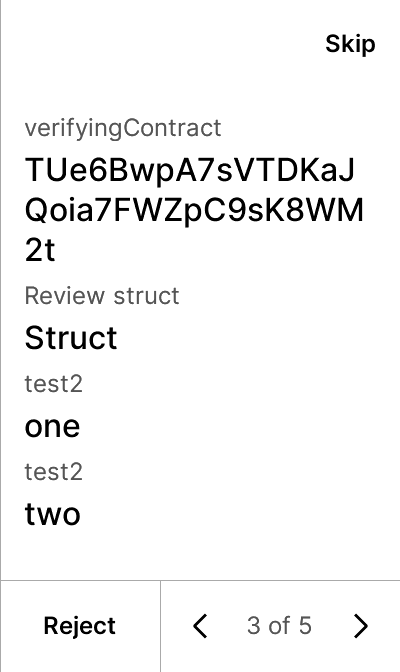 Skip
verifyingContract
TUe6BwpA7sVTDKaJ
Qoia7FWZpC9sK8WM
2t
Review struct
Struct
test2
one
test2
two
Reject
3 of 5